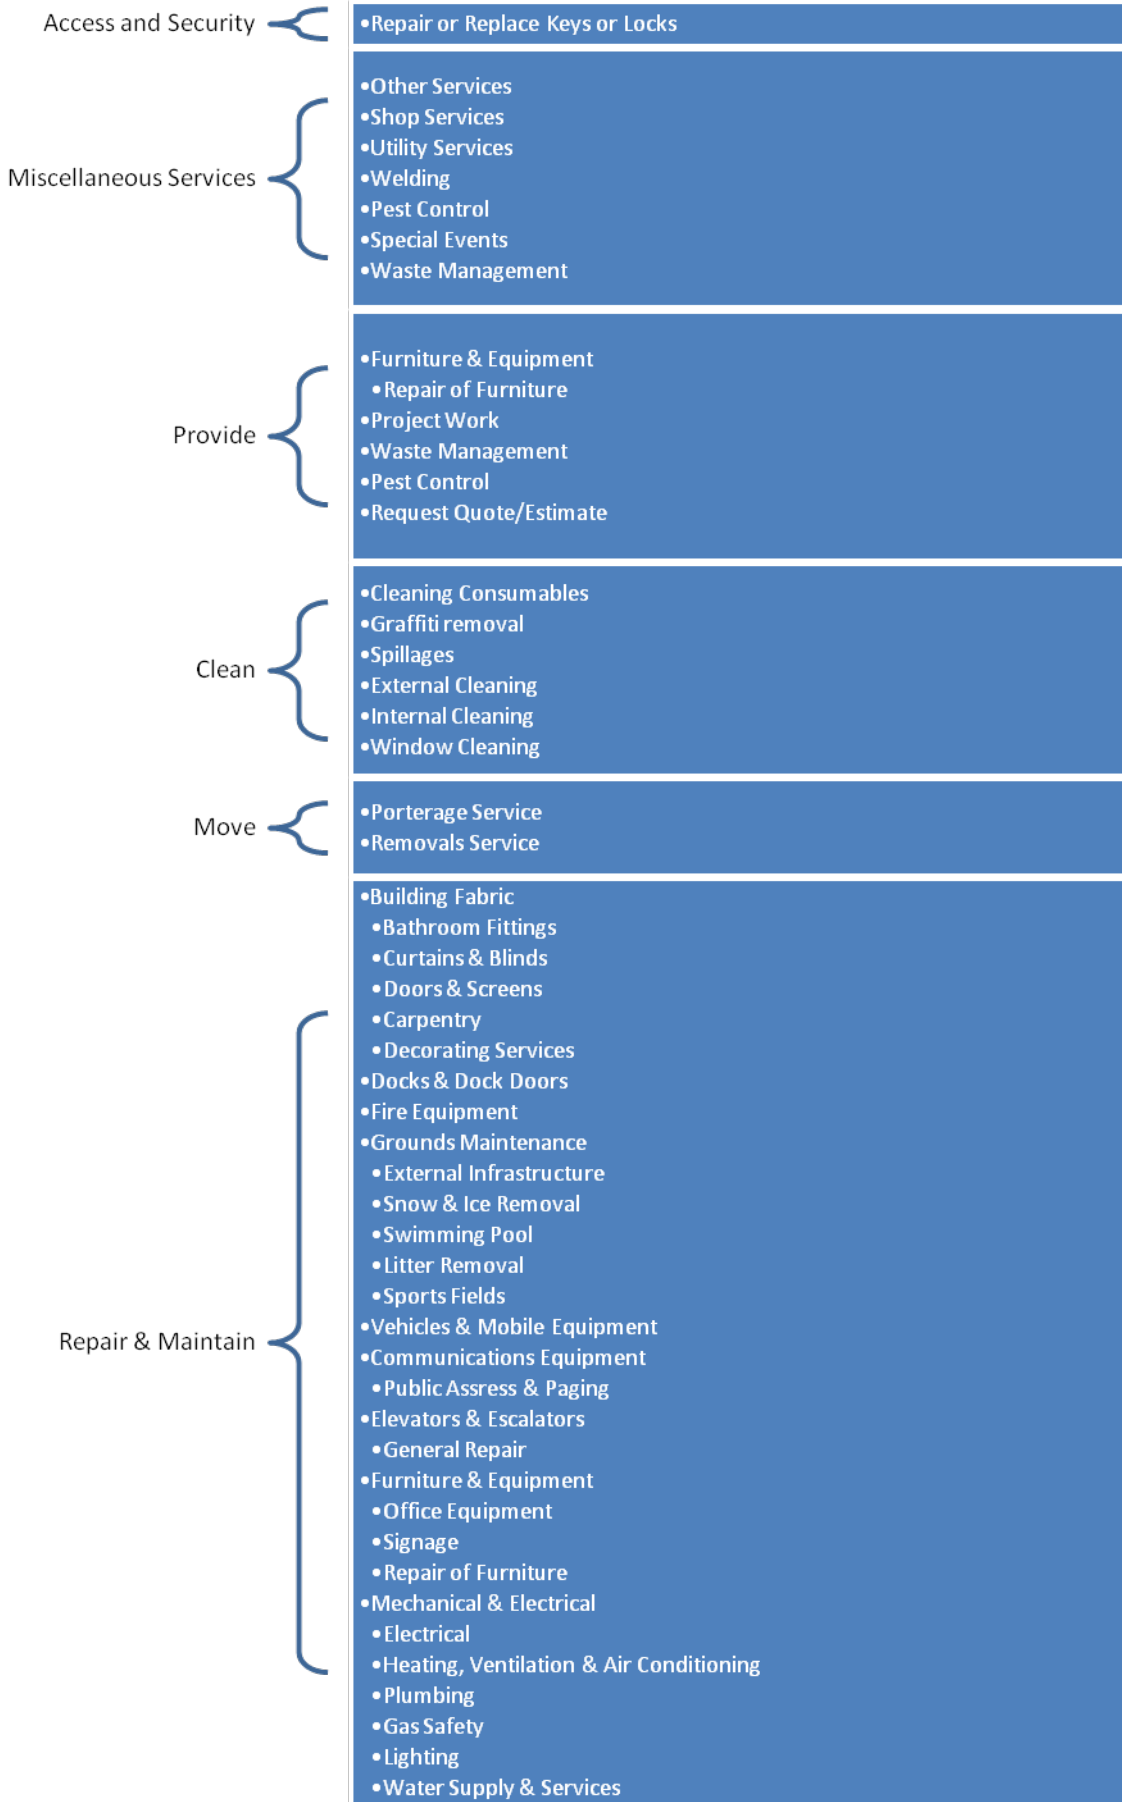 Access and Security
•Repair or Replace Keys or Locks
Miscellaneous Services
•Other Services
•Shop Services
•Utility Services
•Welding
•Pest Control
•Special Events
•Waste Management
Provide
•Furniture & Equipment
•Repair of Furniture
•Project Work
•Waste Management
•Pest Control
•Request Quote/Estimate
Clean
•Cleaning Consumables
•Graffiti removal
•Spillages
•External Cleaning
•Internal Cleaning
•Window Cleaning
Move
•Porterage Service
•Removals Service
Repair & Maintain
•Building Fabric
•Bathroom Fittings
•Curtains & Blinds
•Doors & Screens
•Carpentry
•Decorating Services
•Docks & Dock Doors
•Fire Equipment
•Grounds Maintenance
•External Infrastructure
•Snow & Ice Removal
•Swimming Pool
•Litter Removal
•Sports Fields
•Vehicles & Mobile Equipment
•Communications Equipment
•Public Assress & Paging
•Elevators & Escalators
•General Repair
•Furniture & Equipment
•Office Equipment
•Signage
•Repair of Furniture
•Mechanical & Electrical
•Electrical
•Heating, Ventilation & Air Conditioning
•Plumbing
•Gas Safety
•Lighting
•Water Supply & Services